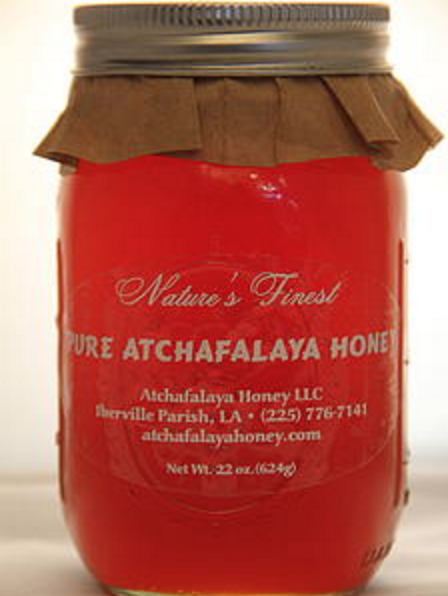 Nature's Finest
PURE ATCHAFALAYA HONEY
Atchafalaya Honey LLC
Iberville Parish, LA • (225) 776-7141
atchafalayahoney.com
Net Wt. 22 oz. (624g)